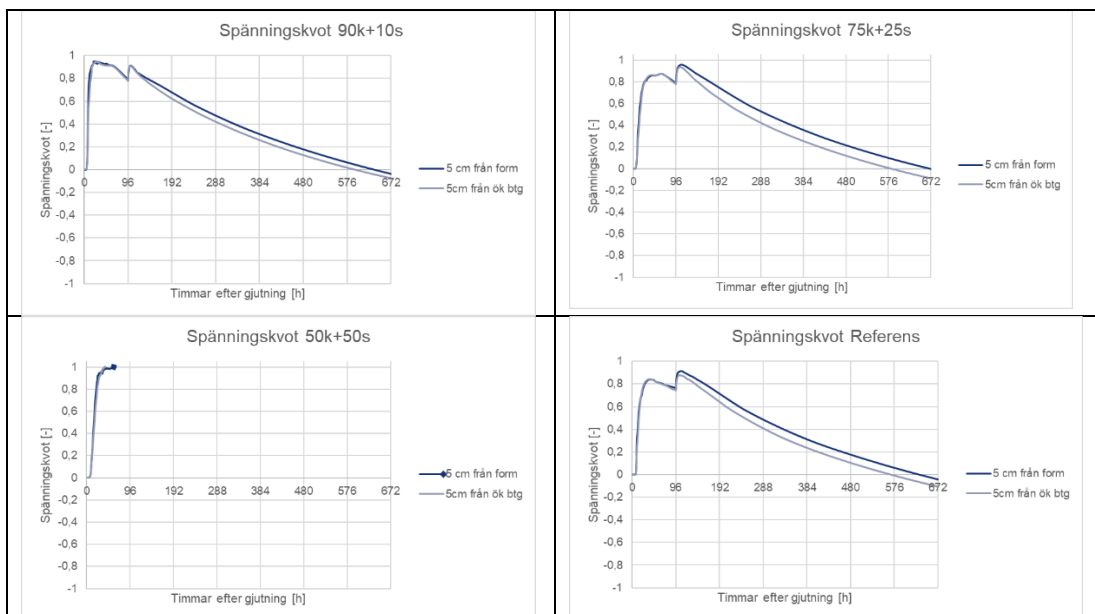 Spänningskvot 90k+10s
1
0,8
0,6
0,4
0,2
0
-0,2
-0,4
-0,6
-0,8
-1
0 96 192 288 384 480 576 672
Spänningskvot [-]
Timmar efter gjutning [h]
5 cm från form
5cm från ök btg
Spänningskvot 75k+25s
1
0,8
0,6
0,4
0,2
0
-0,2
-0,4
-0,6
-0,8
-1
0 96 192 288 384 480 576 672
Spänningskvot [-]
Timmar efter gjutning [h]
5 cm från form
5cm från ök btg
Spänningskvot 50k+50s
1
0,8
0,6
0,4
0,2
0
-0,2
-0,4
-0,6
-0,8
-1
0 96 192 288 384 480 576 672
Spänningskvot [-]
Timmar efter gjutning [h]
5 cm från form
5cm från ök btg
Spänningskvot Referens
1
0,8
0,6
0,4
0,2
0
-0,2
-0,4
-0,6
-0,8
-1
0 96 192 288 384 480 576 672
Spänningskvot [-]
Timmar efter gjutning [h]
5 cm från form
5cm från ök btg